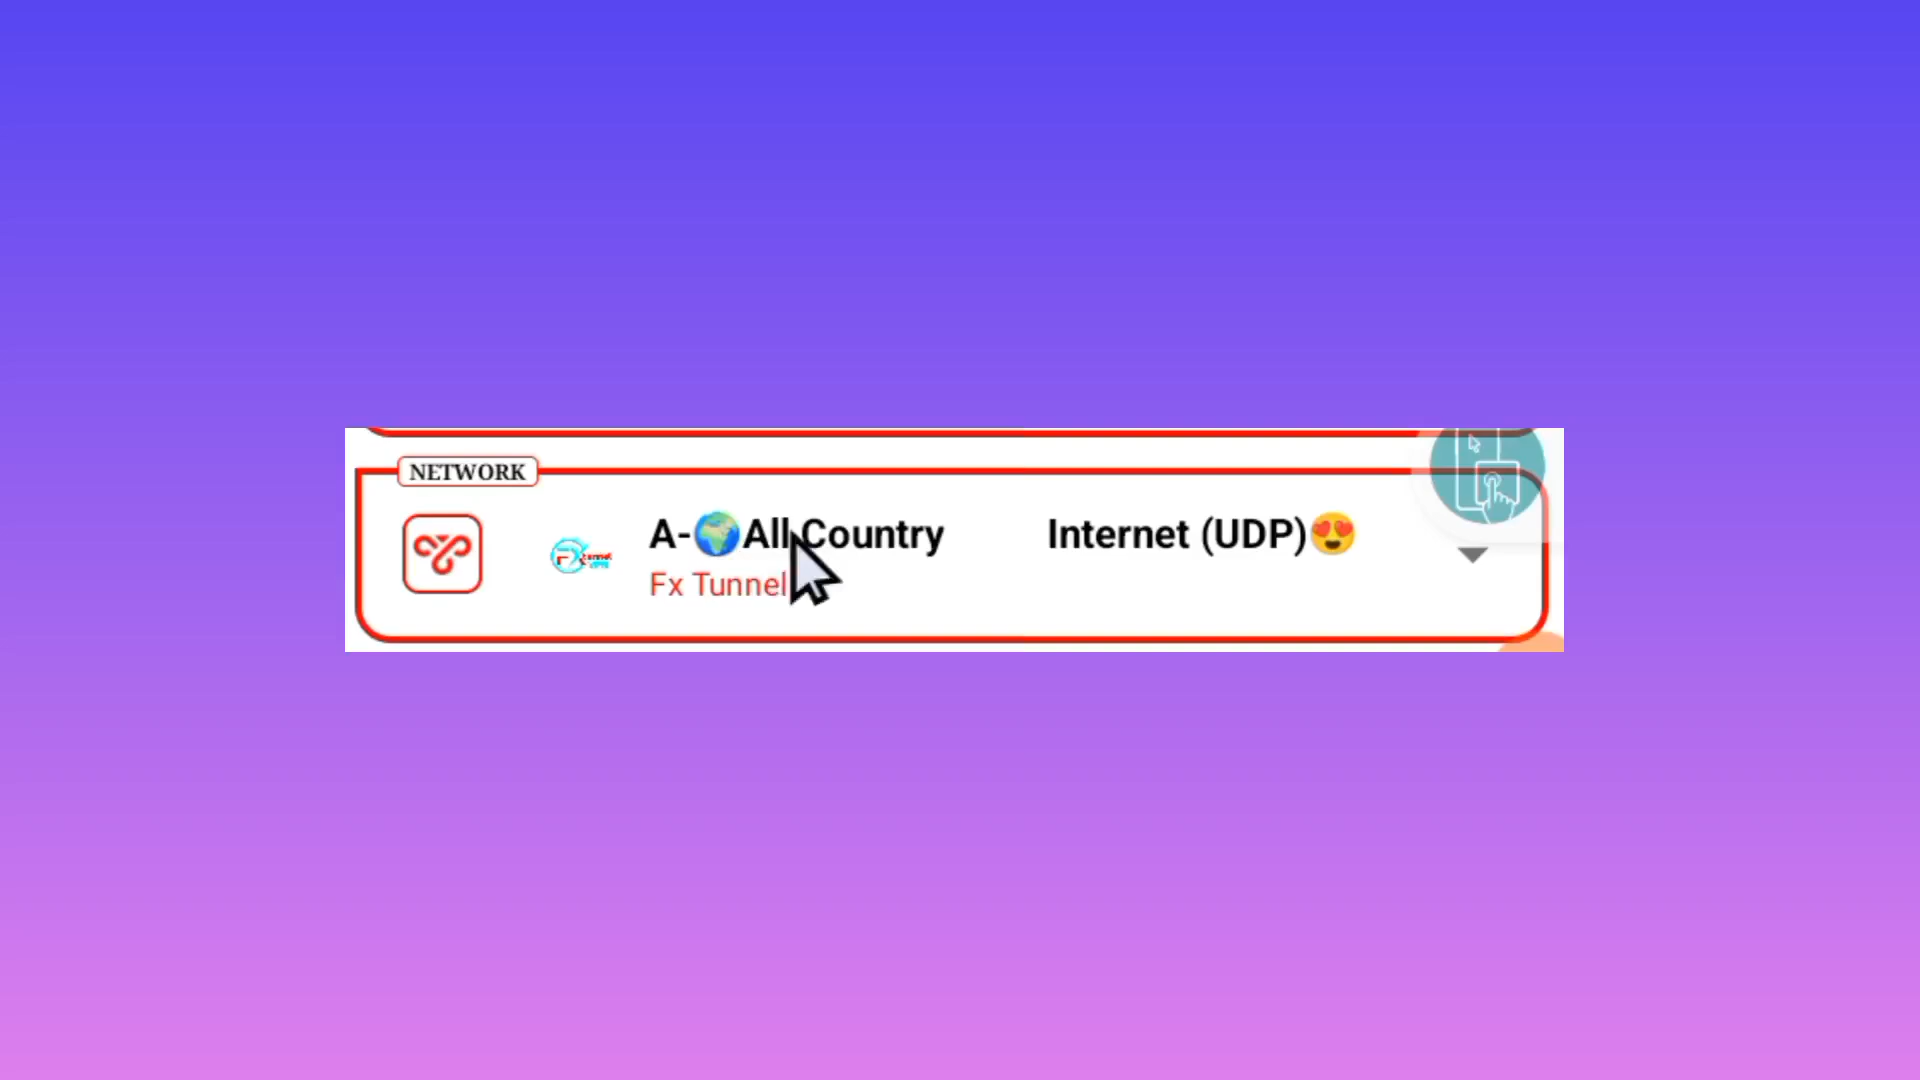 NETWORK
A-🌍All Country Internet (UDP)😍
Fx Tunnel